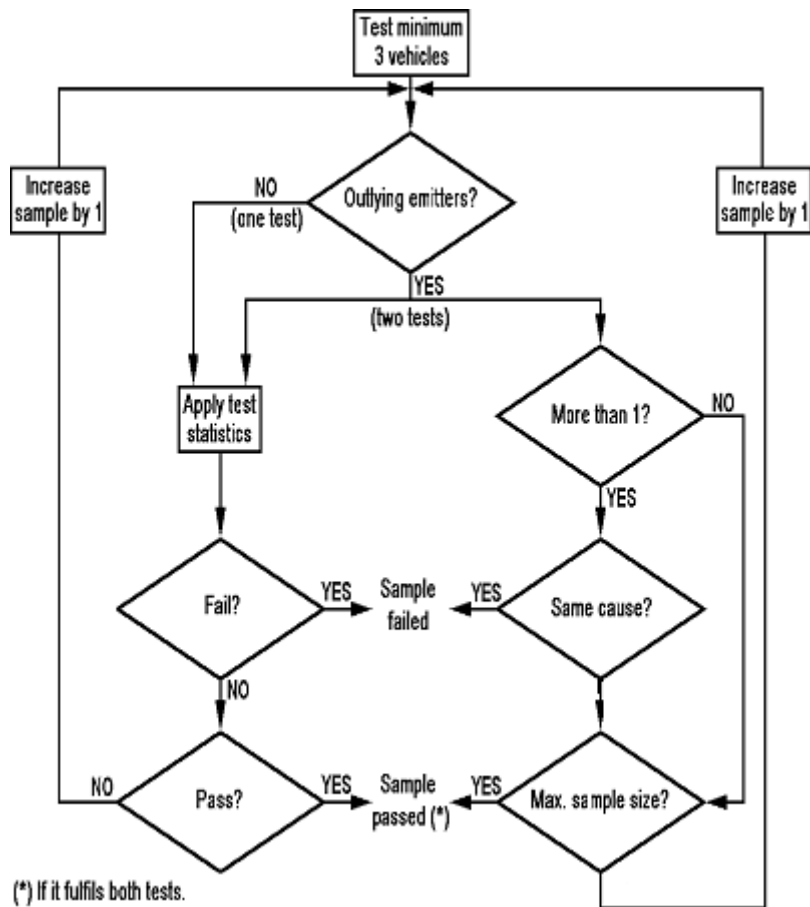 Test minimum
3 vehicles
Increase
sample by 1
Increase
sample by 1
NO
(one test)
Outlying emitters?
YES
(two tests)
Apply test
statistics
More than 1?
NO
YES
Fail?
YES
Sample
failed
YES
Same cause?
NO
NO
Pass?
YES
Sample
passed (*)
YES
Max. sample size?
(*) If it fulfils both tests.